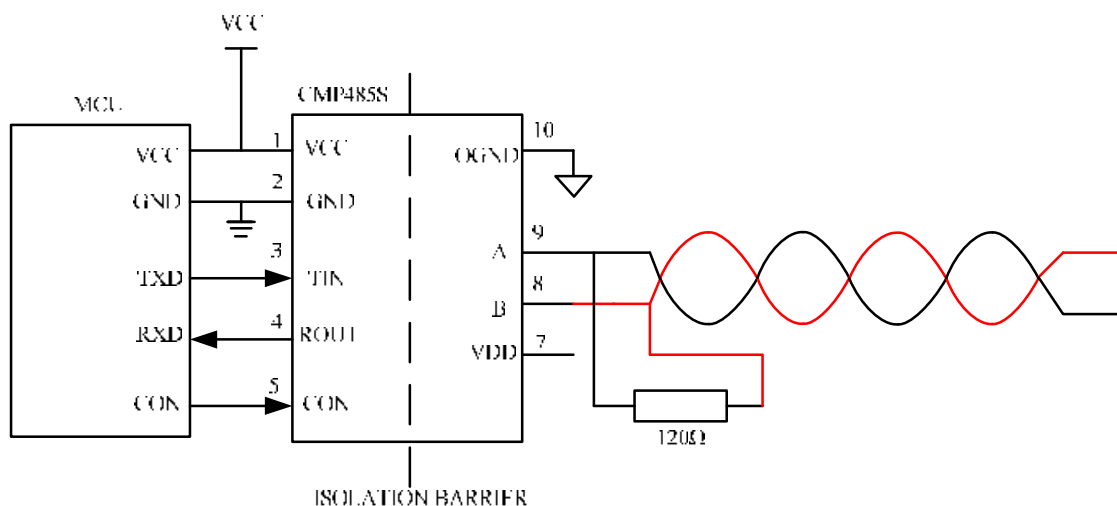 VCC
MCU
CMP485S
VCC
1
VCC
OGND
10
GND
2
GND
TXD
3
TIN
A
9
RXD
4
ROUT
B
8
CON
5
CON
VDD
7
120Ω
ISOLATION BARRIER